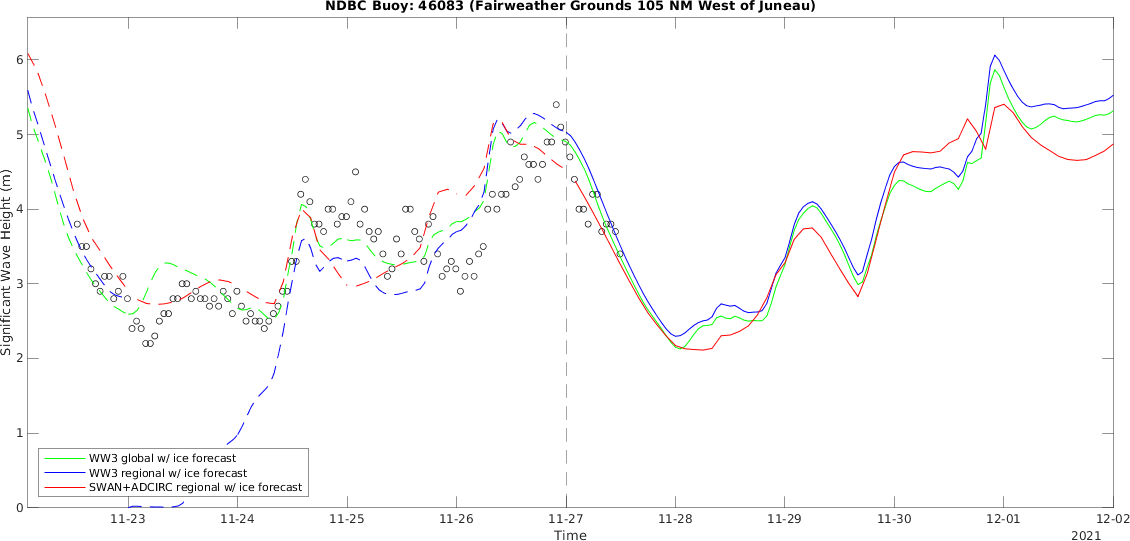 NDBC Buoy: 46083 (Fairweather Grounds 105 NM West of Juneau)
Significant Wave Height (m)
6
5
4
3
2
1
0
WW3 global w/ ice forecast
WW3 regional w/ ice forecast
SWAN+ADCIRC regional w/ ice forecast
11-23 11-24 11-25 11-26 11-27 11-28 11-29 11-30 12-01 12-02
Time
2021